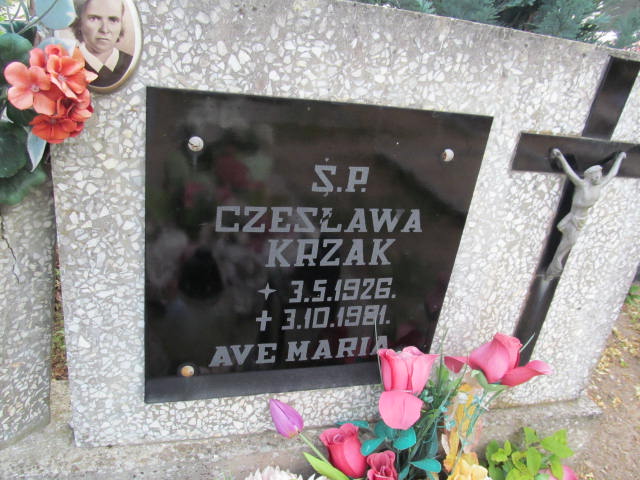 Ś.P.
CZESŁAWA
KRZAK
* 3.5.1926.
✝ 3.10.1981.
AVE MARIA